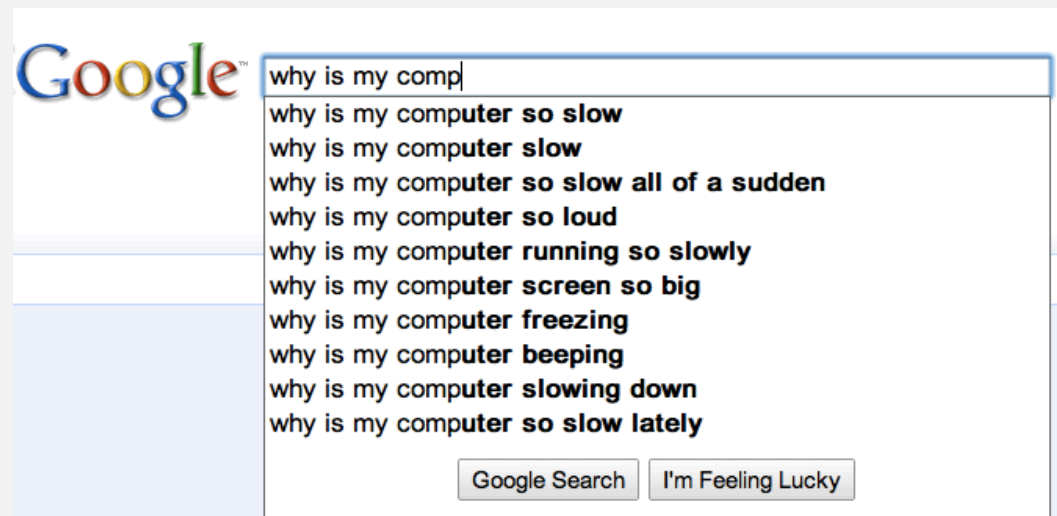 Google™
why is my comp
why is my computer so slow
why is my computer slow
why is my computer so slow all of a sudden
why is my computer so loud
why is my computer running so slowly
why is my computer screen so big
why is my computer freezing
why is my computer beeping
why is my computer slowing down
why is my computer so slow lately
Google Search I'm Feeling Lucky